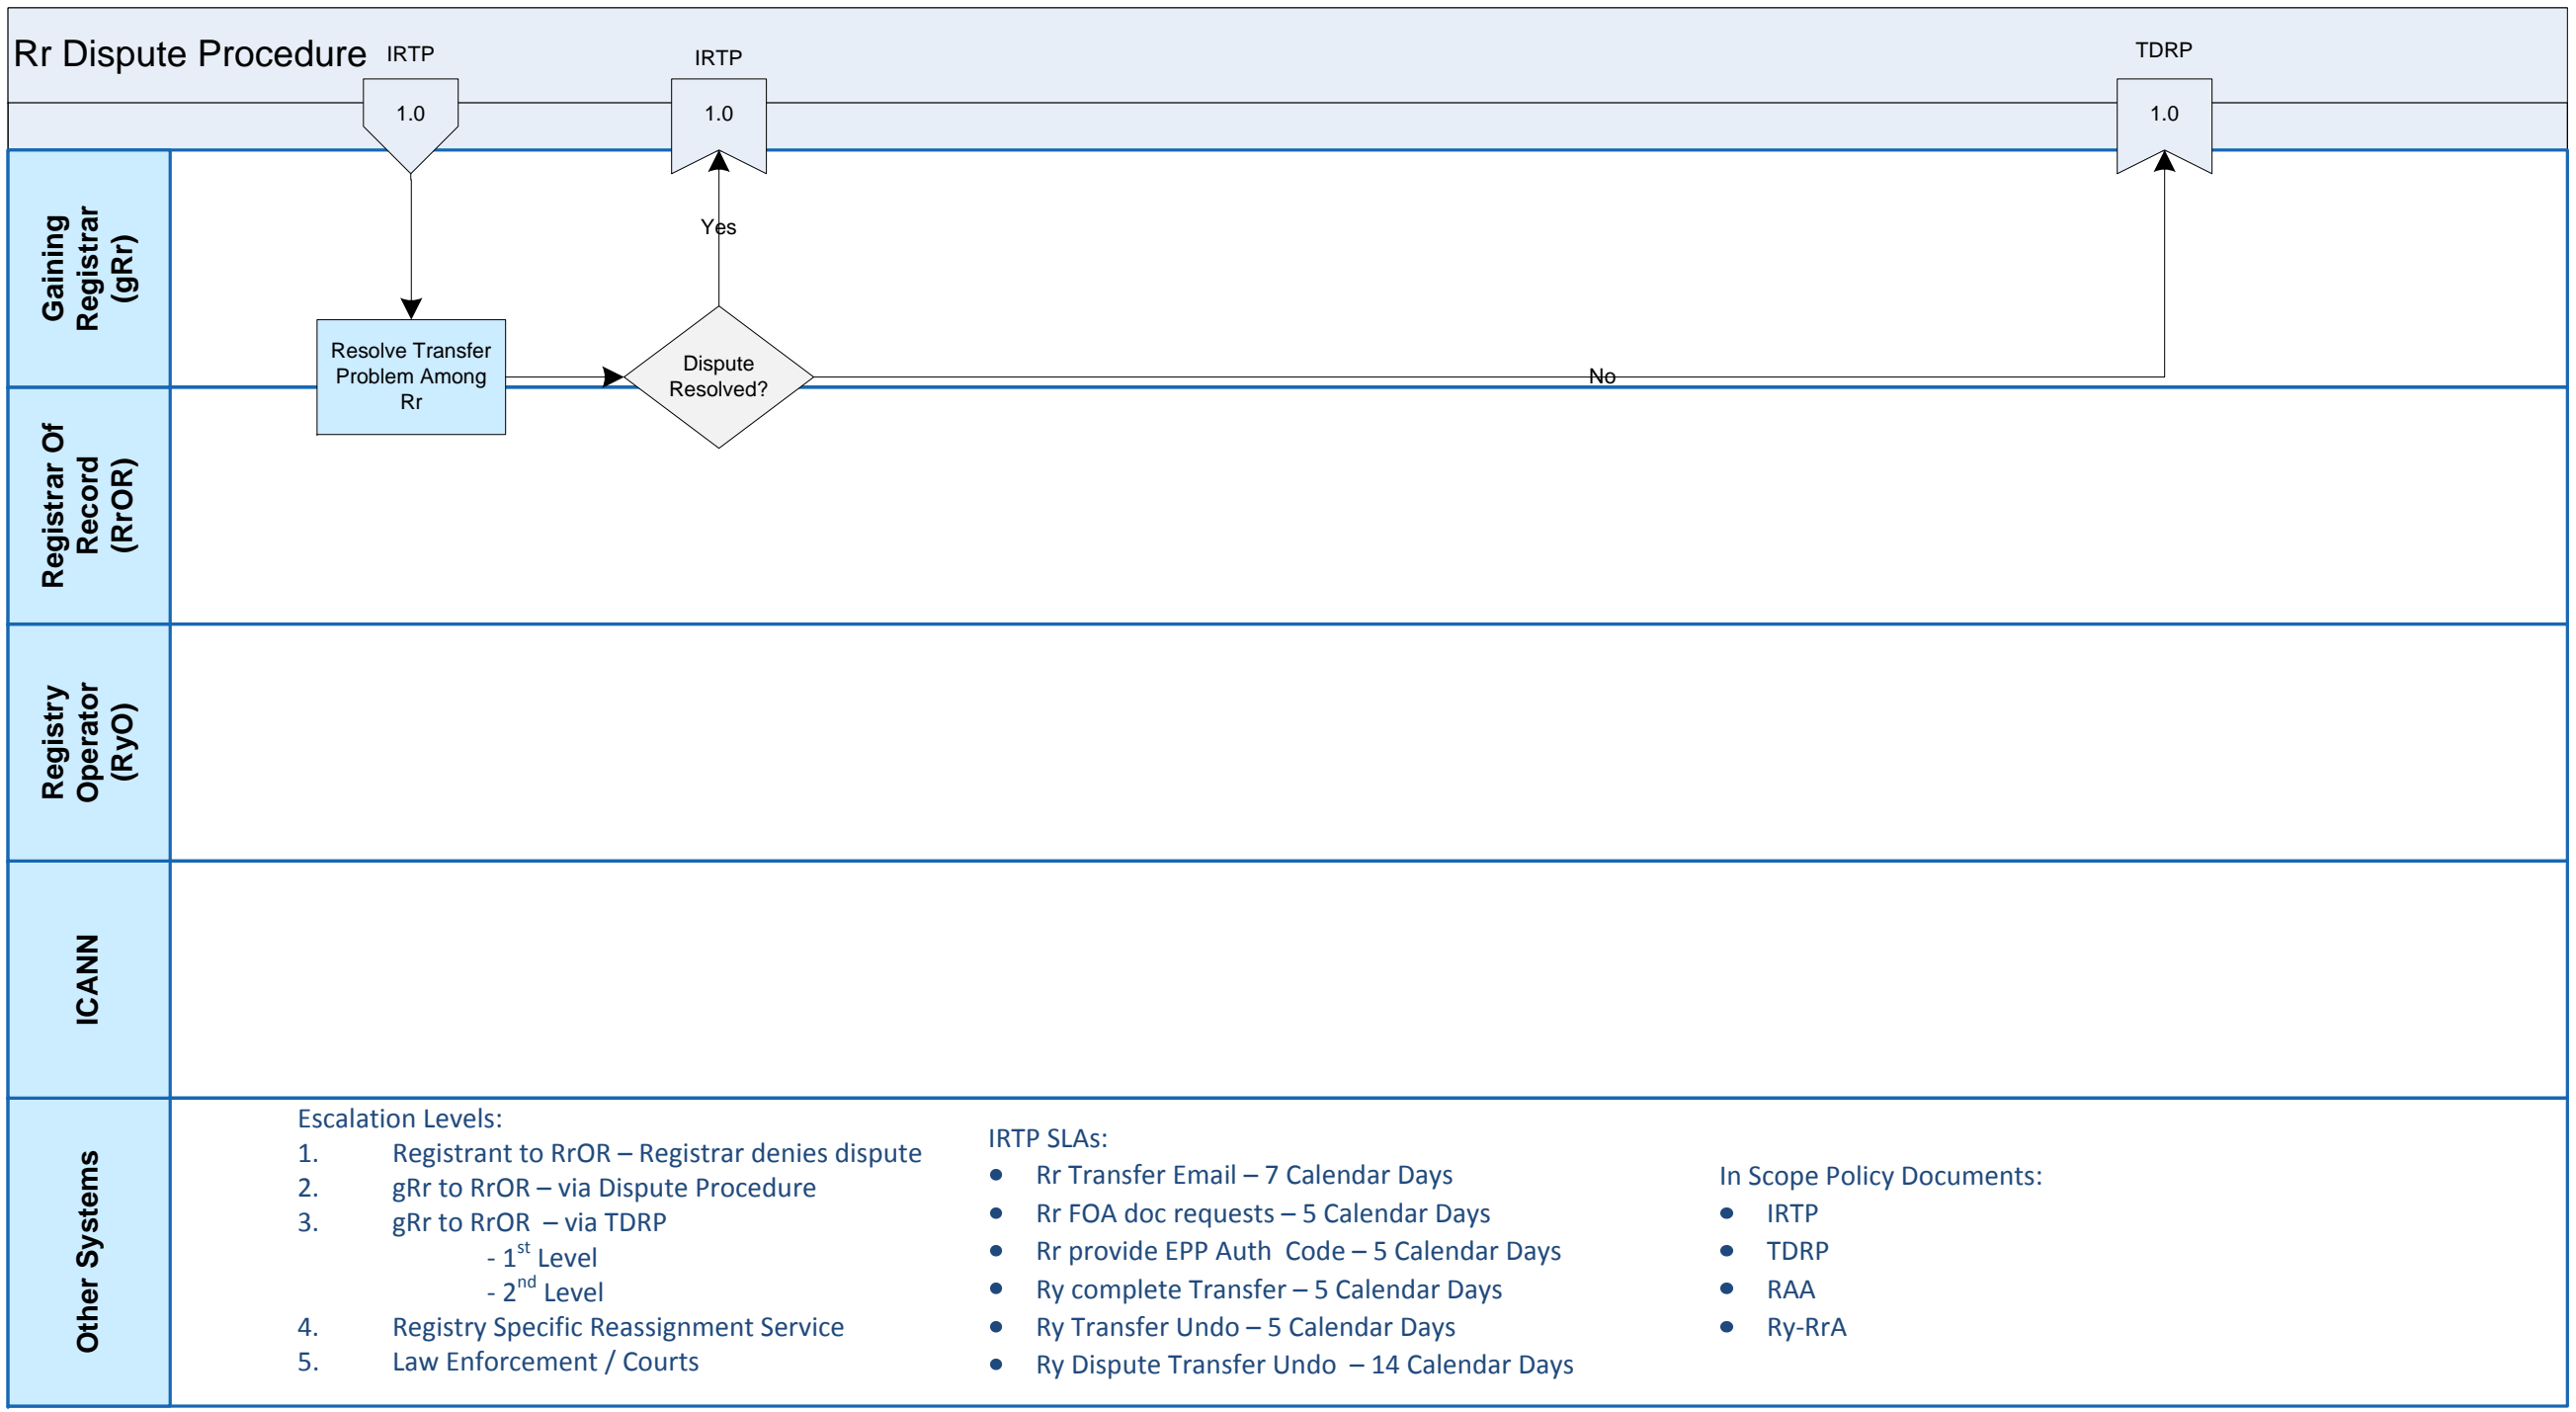 Rr Dispute Procedure
IRTP
1.0
IRTP
1.0
TDRP
1.0
Gaining
Registrar
(gRr)
Yes
Resolve Transfer
Problem Among
Rr
Dispute
Resolved?
No
Registrar Of
Record
(RrOR)
Registry
Operator
(RyO)
ICANN
Other Systems
Escalation Levels:
1. Registrant to RrOR – Registrar denies dispute
2. gRr to RrOR – via Dispute Procedure
3. gRr to RrOR – via TDRP
- 1st Level
- 2nd Level
4. Registry Specific Reassignment Service
5. Law Enforcement / Courts
IRTP SLAs:
● Rr Transfer Email – 7 Calendar Days
● Rr FOA doc requests – 5 Calendar Days
● Rr provide EPP Auth Code – 5 Calendar Days
● Ry complete Transfer – 5 Calendar Days
● Ry Transfer Undo – 5 Calendar Days
● Ry Dispute Transfer Undo – 14 Calendar Days
In Scope Policy Documents:
● IRTP
● TDRP
● RAA
● Ry-RrA